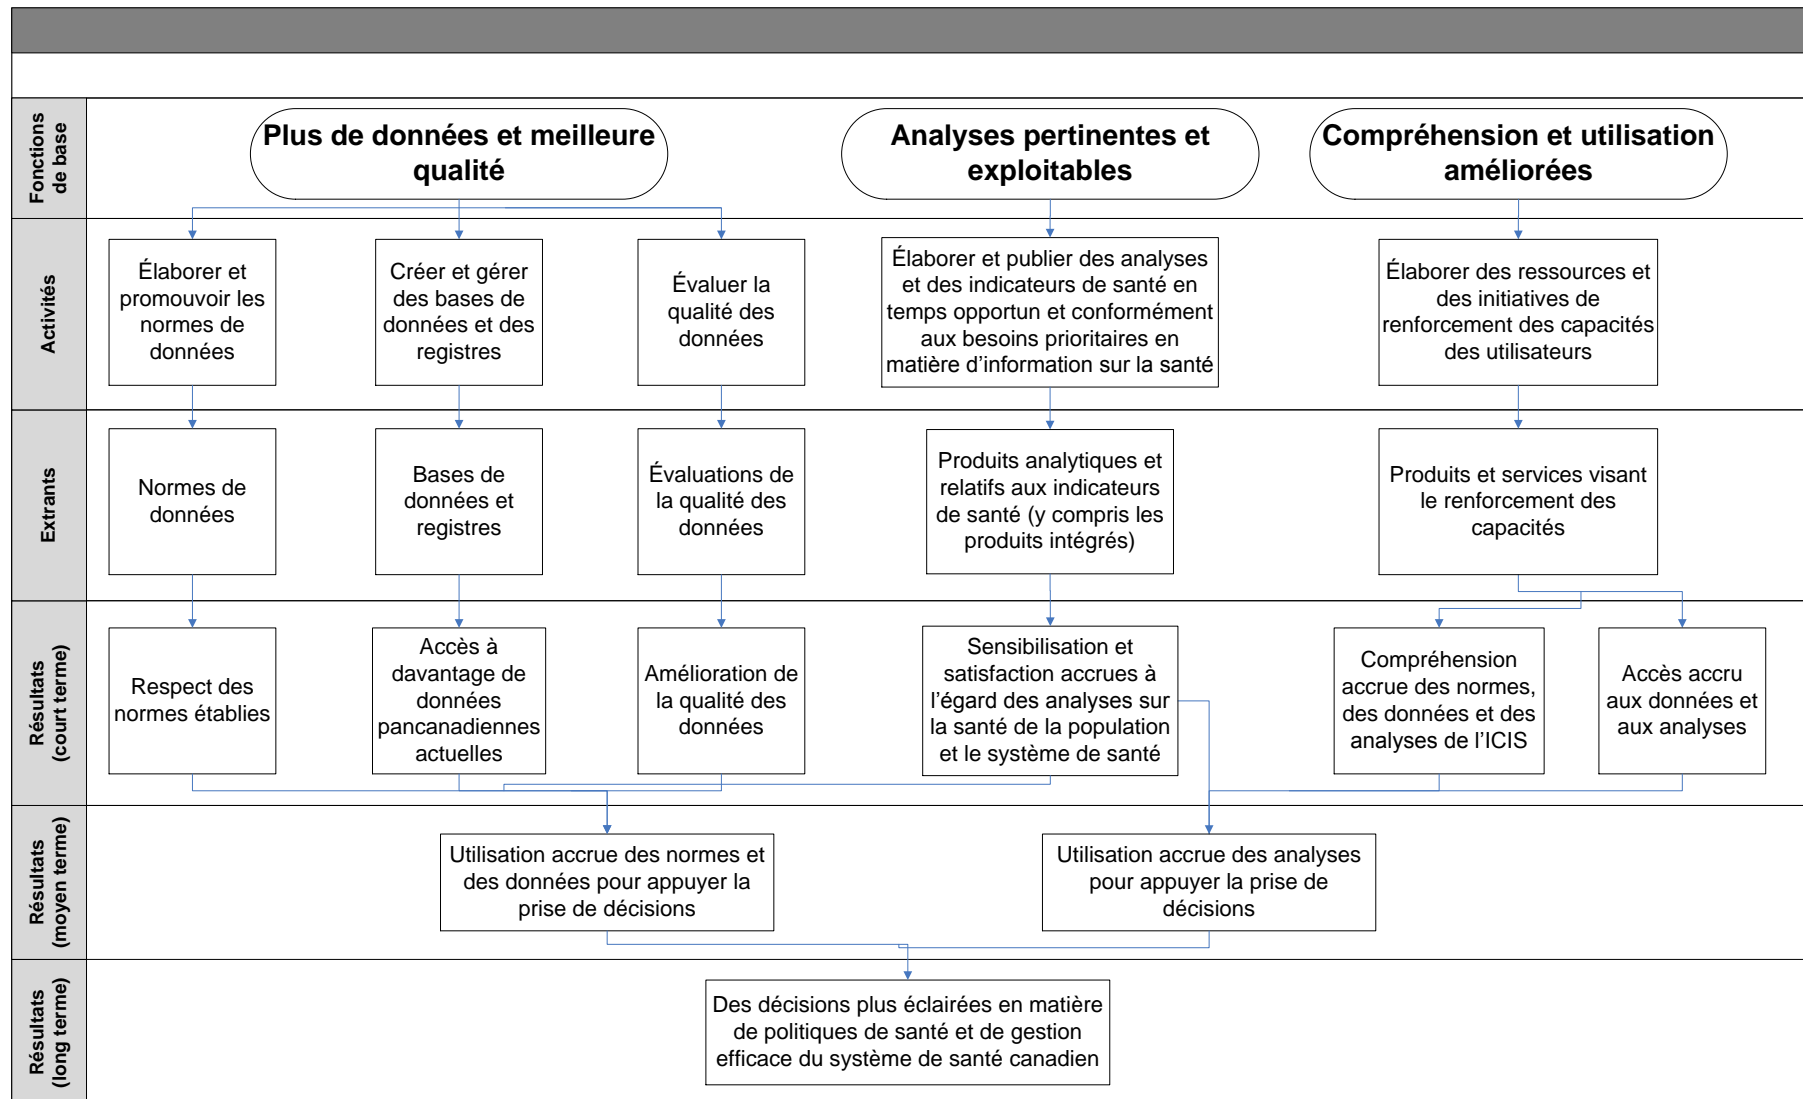 Fonctions
de base
Plus de données et meilleure
qualité
Analyses pertinentes et
exploitables
Compréhension et utilisation
améliorées
Activités
Élaborer et
promouvoir les
normes de
données
Créer et gérer
des bases de
données et des
registres
Évaluer la
qualité des
données
Élaborer et publier des analyses
et des indicateurs de santé en
temps opportun et conformément
aux besoins prioritaires en
matière d’information sur la santé
Élaborer des ressources et
des initiatives de
renforcement des capacités
des utilisateurs
Extrants
Normes de
données
Bases de
données et
registres
Évaluations de
la qualité des
données
Produits analytiques et
relatifs aux indicateurs
de santé (y compris les
produits intégrés)
Produits et services visant
le renforcement des
capacités
Résultats
(court terme)
Respect des
normes établies
Accès à
davantage de
données
pancanadiennes
actuelles
Amélioration de
la qualité des
données
Sensibilisation et
satisfaction accrues à
l’égard des analyses sur
la santé de la population
et le système de santé
Compréhension
accrue des normes,
des données et des
analyses de l’ICIS
Accès accru
aux données et
aux analyses
Résultats
(moyen terme)
Utilisation accrue des normes et
des données pour appuyer la
prise de décisions
Utilisation accrue des analyses
pour appuyer la prise de
décisions
Résultats
(long terme)
Des décisions plus éclairées en matière
de politiques de santé et de gestion
efficace du système de santé canadien